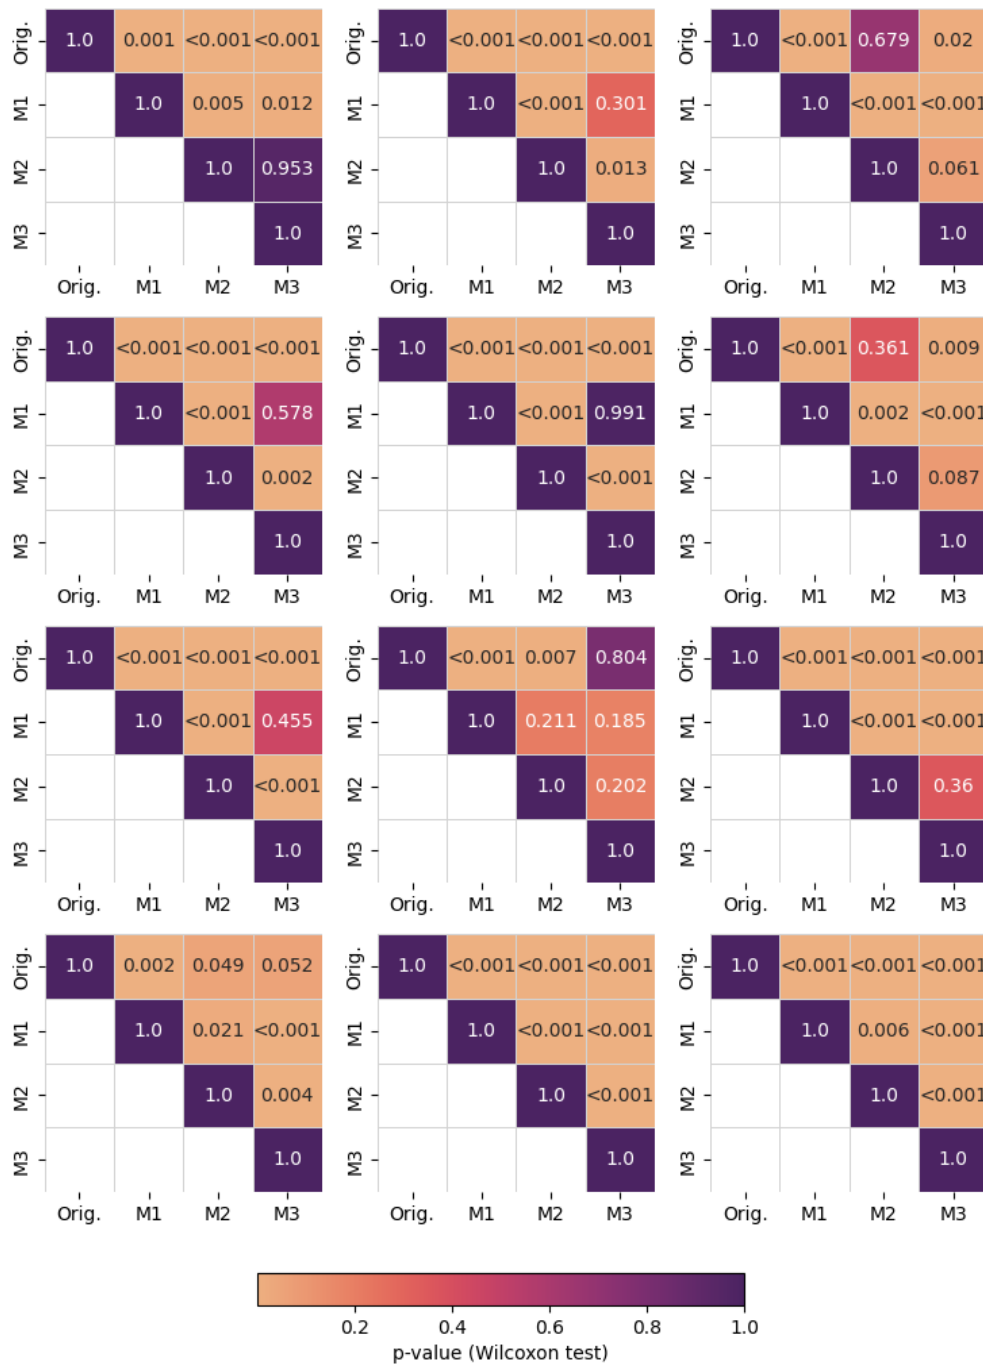 Orig. 1.0 0.001 <0.001 <0.001 Orig. 1.0 <0.001 <0.001 <0.001 Orig. 1.0 <0.001 0.679 0.02
M1 1.0 0.005 0.012 M1 1.0 <0.001 0.301 M1 1.0 <0.001 <0.001
M2 1.0 0.953 M2 1.0 0.013 M2 1.0 0.061
M3 1.0 M3 1.0 M3 1.0
Orig. M1 M2 M3 Orig. M1 M2 M3 Orig. M1 M2 M3
Orig. 1.0 <0.001 <0.001 <0.001 Orig. 1.0 <0.001 <0.001 <0.001 Orig. 1.0 <0.001 0.361 0.009
M1 1.0 <0.001 0.578 M1 1.0 <0.001 0.991 M1 1.0 0.002 <0.001
M2 1.0 0.002 M2 1.0 <0.001 M2 1.0 0.087
M3 1.0 M3 1.0 M3 1.0
Orig. M1 M2 M3 Orig. M1 M2 M3 Orig. M1 M2 M3
Orig. 1.0 <0.001 <0.001 <0.001 Orig. 1.0 <0.001 0.007 0.804 Orig. 1.0 <0.001 <0.001 <0.001
M1 1.0 <0.001 0.455 M1 1.0 0.211 0.185 M1 1.0 <0.001 <0.001
M2 1.0 <0.001 M2 1.0 0.202 M2 1.0 0.36
M3 1.0 M3 1.0 M3 1.0
Orig. M1 M2 M3 Orig. M1 M2 M3 Orig. M1 M2 M3
Orig. 1.0 0.002 0.049 0.052 Orig. 1.0 <0.001 <0.001 <0.001 Orig. 1.0 <0.001 <0.001 <0.001
M1 1.0 0.021 <0.001 M1 1.0 <0.001 <0.001 M1 1.0 0.006 <0.001
M2 1.0 0.004 M2 1.0 <0.001 M2 1.0 <0.001
M3 1.0 M3 1.0 M3 1.0
Orig. M1 M2 M3 Orig. M1 M2 M3 Orig. M1 M2 M3
0.2 0.4 0.6 0.8 1.0
p-value (Wilcoxon test)